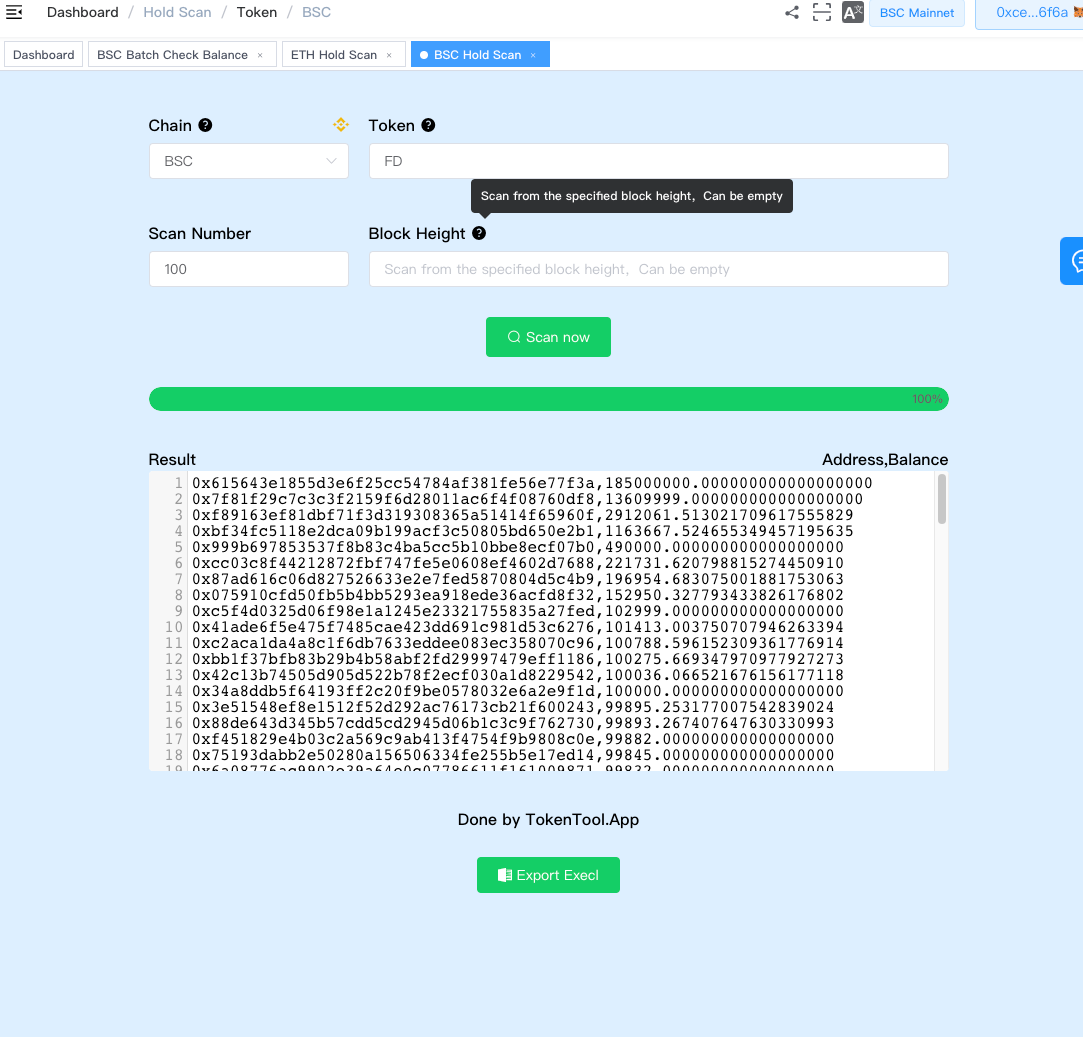 Dashboard / Hold Scan / Token / BSC
A文 BSC Mainnet 0xce...6f6a
Dashboard BSC Batch Check Balance × ETH Hold Scan × BSC Hold Scan ×
Chain ? Token ?
BSC FD
Scan from the specified block height，Can be empty
Scan Number Block Height ?
100 Scan from the specified block height，Can be empty
Scan now
100%
Result Address,Balance
1 0x615643e1855d3e6f25cc54784af381fe56e77f3a,185000000.000000000000000000
2 0x7f81f29c7c3c3f2159f6d28011ac6f4f08760df8,13609999.000000000000000000
3 0xf89163ef81dbf71f3d319308365a51414f65960f,2912061.513021709617555829
4 0xbf34fc5118e2dca09b199acf3c50805bd650e2b1,1163667.524655349457195635
5 0x999b697853537f8b83c4ba5cc5b10bbe8ecf07b0,490000.000000000000000000
6 0xcc03c8f44212872fbf747fe5e0608ef4602d7688,221731.620798815274450910
7 0x87ad616c06d827526633e2e7fed5870804d5c4b9,196954.683075001881753063
8 0x075910cfd50fb5b4bb5293ea918ede36acfd8f32,152950.327793433826176802
9 0xc5f4d0325d06f98e1a1245e23321755835a27fed,102999.000000000000000000
10 0x41ade6f5e475f7485cae423dd691c981d53c6276,101413.003750707946263394
11 0xc2aca1da4a8c1f6db7633eddee083ec358070c96,100788.596152309361776914
12 0xbb1f37bfb83b29b4b58abf2fd29997479eff1186,100275.669347970977927273
13 0x42c13b74505d905d522b78f2ecf030a1d8229542,100036.066521676156177118
14 0x34a8ddb5f64193ff2c20f9be0578032e6a2e9f1d,100000.000000000000000000
15 0x3e51548ef8e1512f52d292ac76173cb21f600243,99895.253177007542839024
16 0x88de643d345b57cdd5cd2945d06b1c3c9f762730,99893.267407647630330993
17 0xf451829e4b03c2a569c9ab413f4754f9b9808c0e,99882.000000000000000000
18 0x75193dabb2e50280a156506334fe255b5e17ed14,99845.000000000000000000
19
Done by TokenTool.App
Export Execl